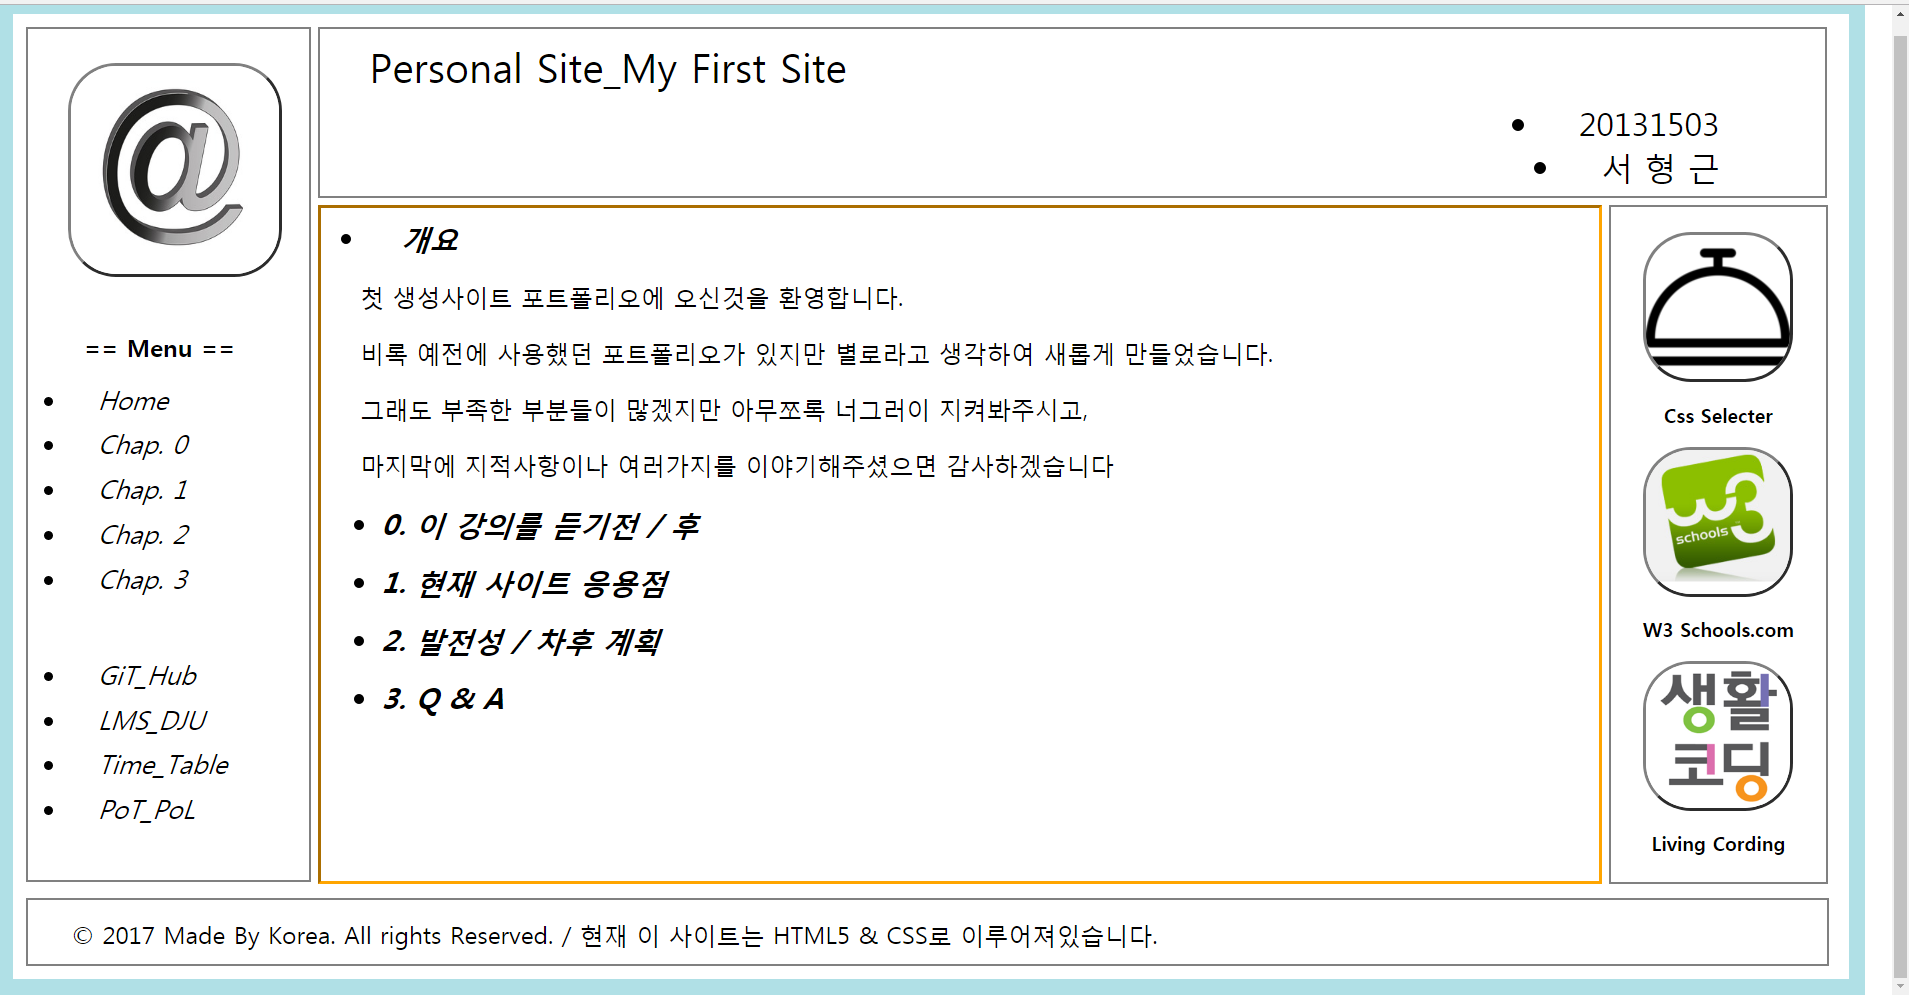 @
== Menu ==
Home
Chap. 0
Chap. 1
Chap. 2
Chap. 3
GiT_Hub
LMS_DJU
Time_Table
PoT_PoL
Personal Site_My First Site
20131503
서 형 근
개요
첫 생성사이트 포트폴리오에 오신것을 환영합니다.
비록 예전에 사용했던 포트폴리오가 있지만 별로라고 생각하여 새롭게 만들었습니다.
그래도 부족한 부분들이 많겠지만 아무쪼록 너그러이 지켜봐주시고,
마지막에 지적사항이나 여러가지를 이야기해주셨으면 감사하겠습니다
0. 이 강의를 듣기전 / 후
1. 현재 사이트 응용점
2. 발전성 / 차후 계획
3. Q & A
Css Selecter
w3
schools
W3 Schools.com
생활
코딩
Living Cording
© 2017 Made By Korea. All rights Reserved. / 현재 이 사이트는 HTML5 & CSS로 이루어져있습니다.